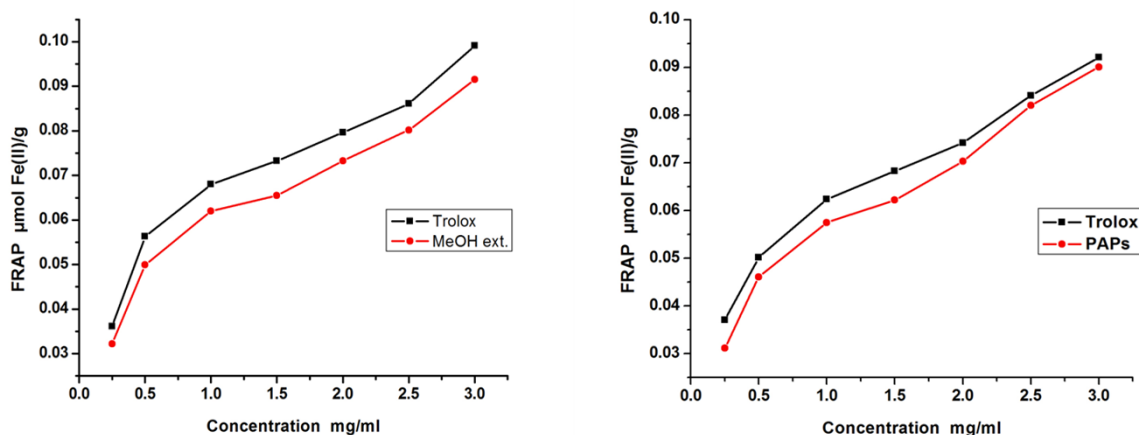 FRAP µmol Fe(II)/g
0.10
0.09
0.08
0.07
0.06
0.05
0.04
0.03
0.0 0.5 1.0 1.5 2.0 2.5 3.0
Concentration mg/ml
Trolox
MeOH ext.
FRAP µmol Fe(II)/g
0.10
0.09
0.08
0.07
0.06
0.05
0.04
0.03
0.0 0.5 1.0 1.5 2.0 2.5 3.0
Concentration mg/ml
Trolox
PAPs